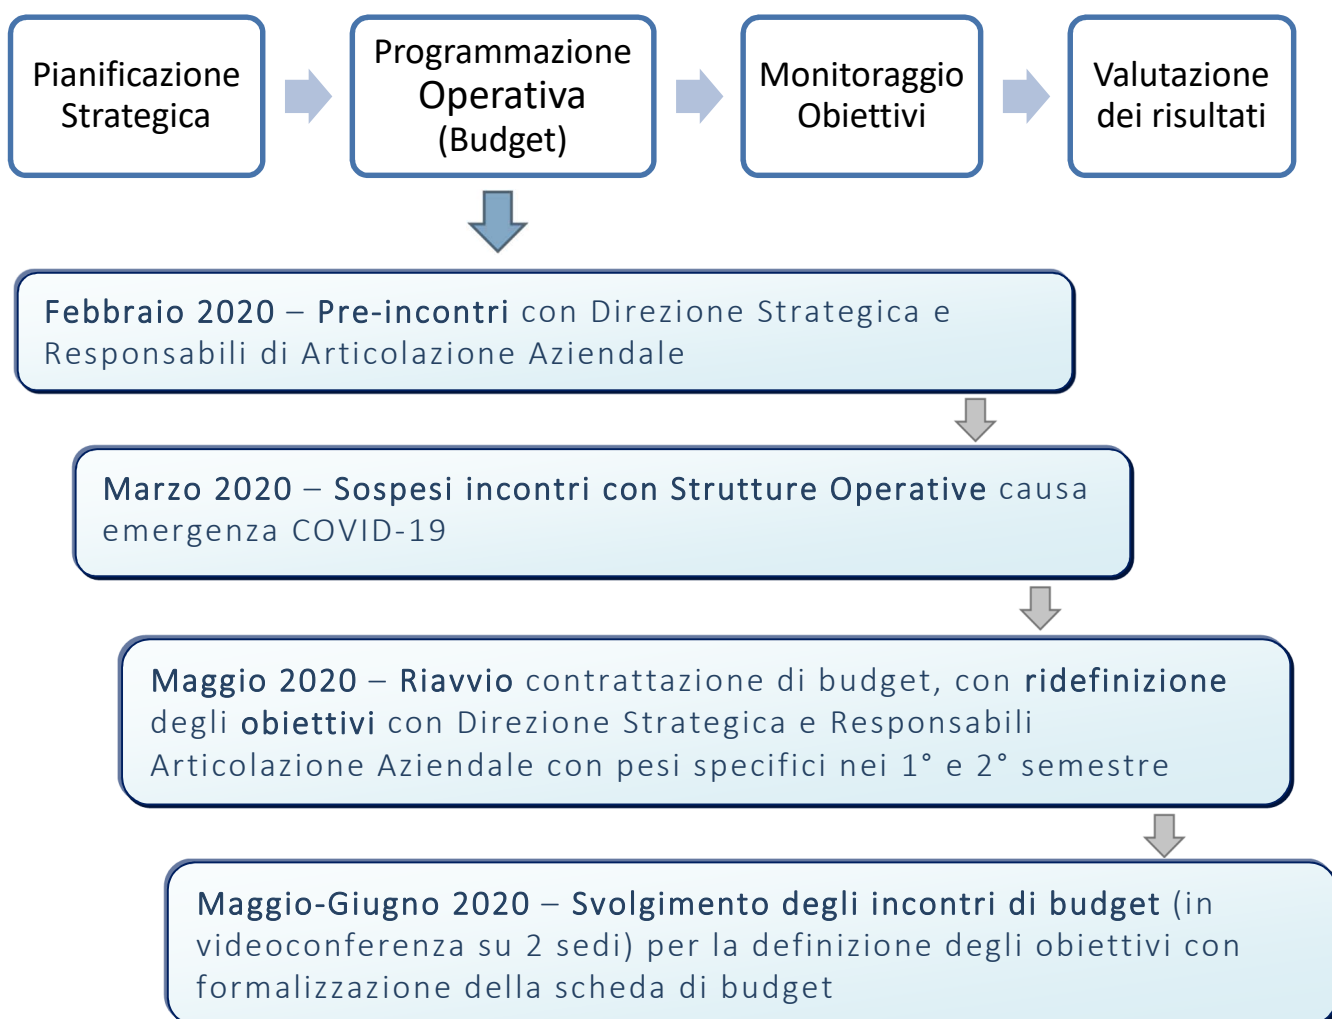 Pianificazione
Strategica
Programmazione
Operativa
(Budget)
Monitoraggio
Obiettivi
Valutazione
dei risultati
Febbraio 2020 – Pre-incontri con Direzione Strategica e
Responsabili di Articolazione Aziendale
Marzo 2020 – Sospesi incontri con Strutture Operative causa
emergenza COVID-19
Maggio 2020 – Riavvio contrattazione di budget, con ridefinizione
degli obiettivi con Direzione Strategica e Responsabili
Articolazione Aziendale con pesi specifici nei 1° e 2° semestre
Maggio-Giugno 2020 – Svolgimento degli incontri di budget (in
videoconferenza su 2 sedi) per la definizione degli obiettivi con
formalizzazione della scheda di budget